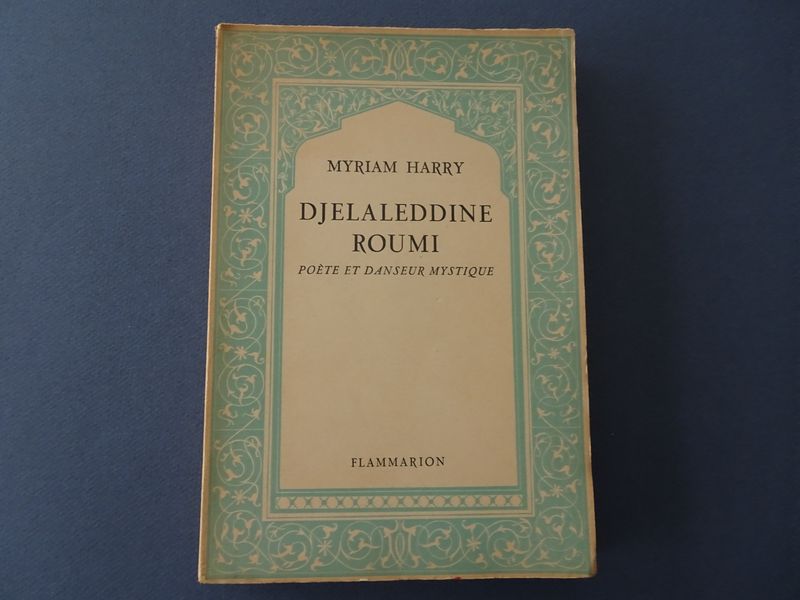 MYRIAM HARRY
DJELALEDDINE
ROUMI
POÈTE ET DANSEUR MYSTIQUE
FLAMMARION